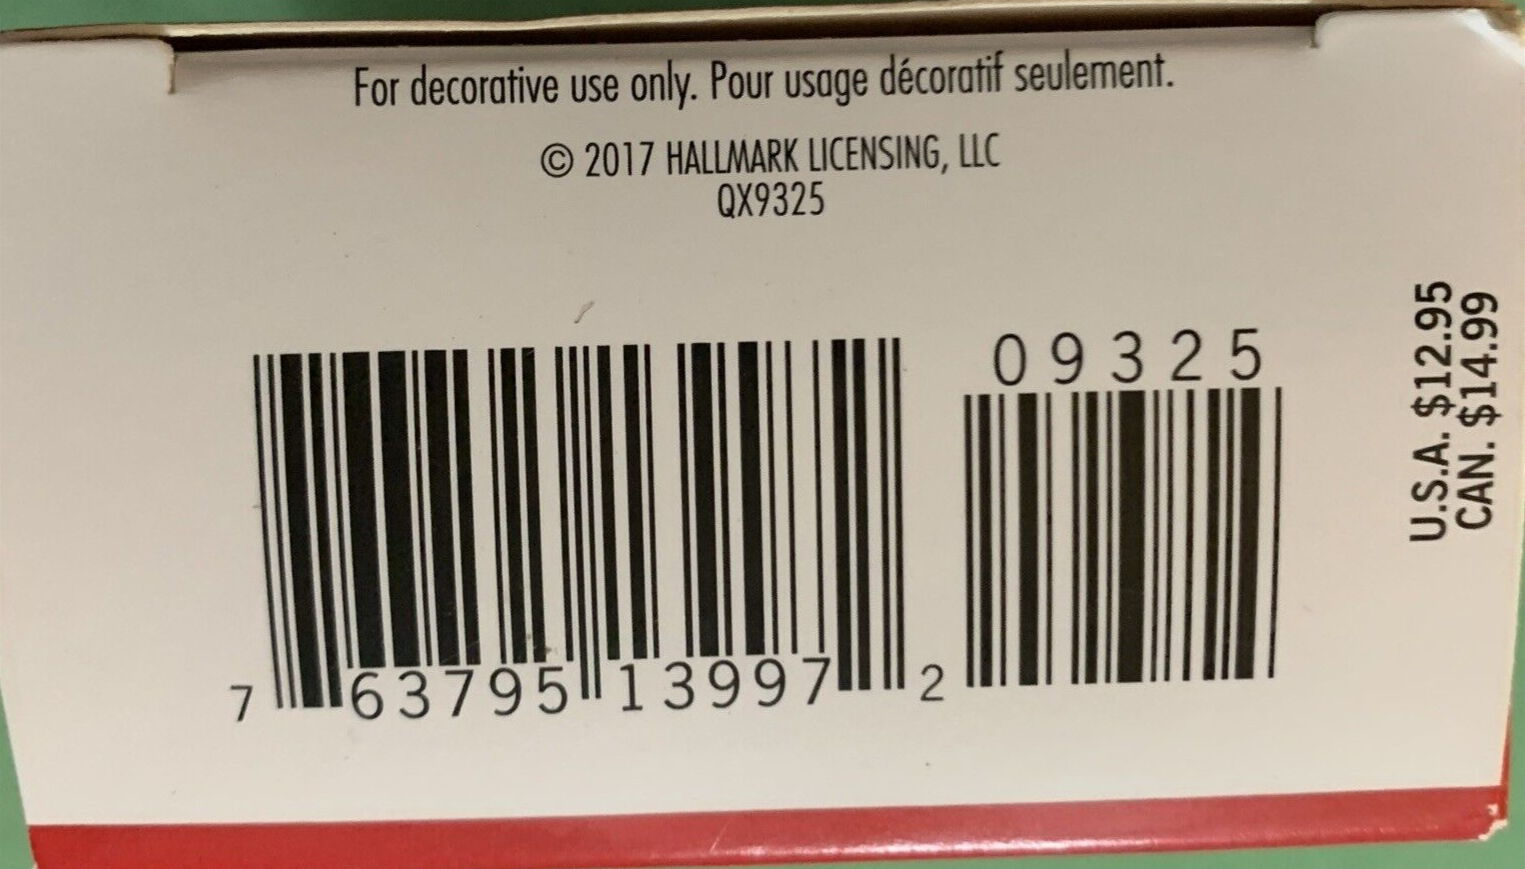 For decorative use only. Pour usage décoratif seulement.
© 2017 HALLMARK LICENSING, LLC
QX9325
09325
7 63795 13997 2
U.S.A. $12.95
CAN. $14.99